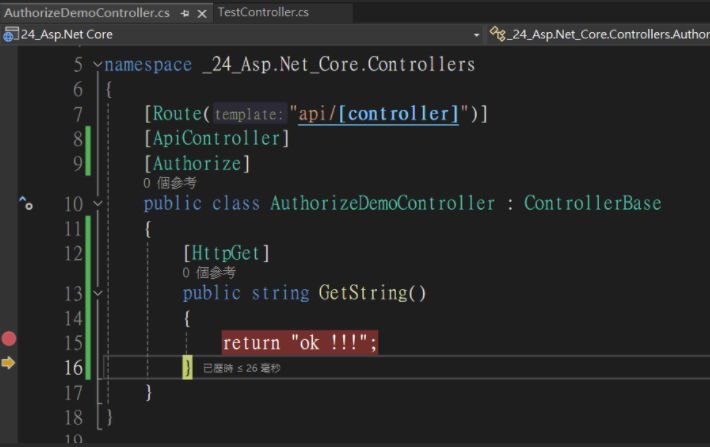 AuthorizeDemoController.cs TestController.cs
24_Asp.Net Core _24_Asp.Net_Core.Controllers.Author
5 namespace _24_Asp.Net_Core.Controllers
6 {
7 [Route(template:"api/[controller]")]
8 [ApiController]
9 [Authorize]
0 個參考
10 public class AuthorizeDemoController : ControllerBase
11 {
12 [HttpGet]
0 個參考
13 public string GetString()
14 {
15 return "ok !!!";
16 } 已歷時 ≤ 26 毫秒
17 }
18 }
19